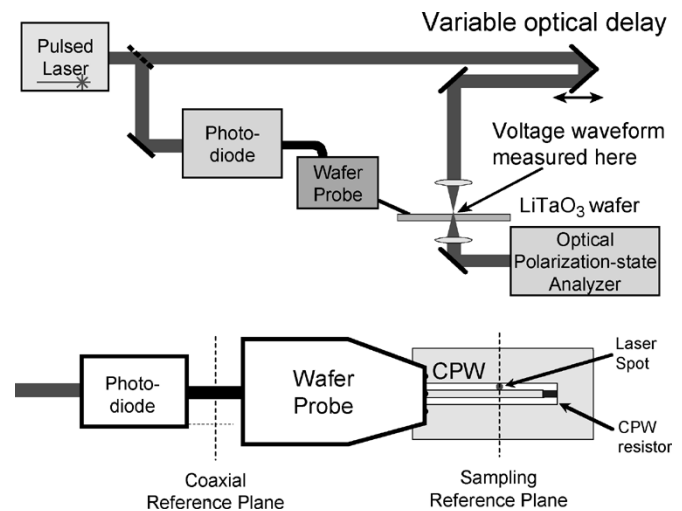 Variable optical delay
Pulsed
Laser
Photo-
diode
Voltage waveform
measured here
Wafer
Probe
LiTaO3 wafer
Optical
Polarization-state
Analyzer
Laser
Spot
CPW
Photo-
diode
Wafer
Probe
CPW
resistor
Coaxial
Reference Plane
Sampling
Reference Plane